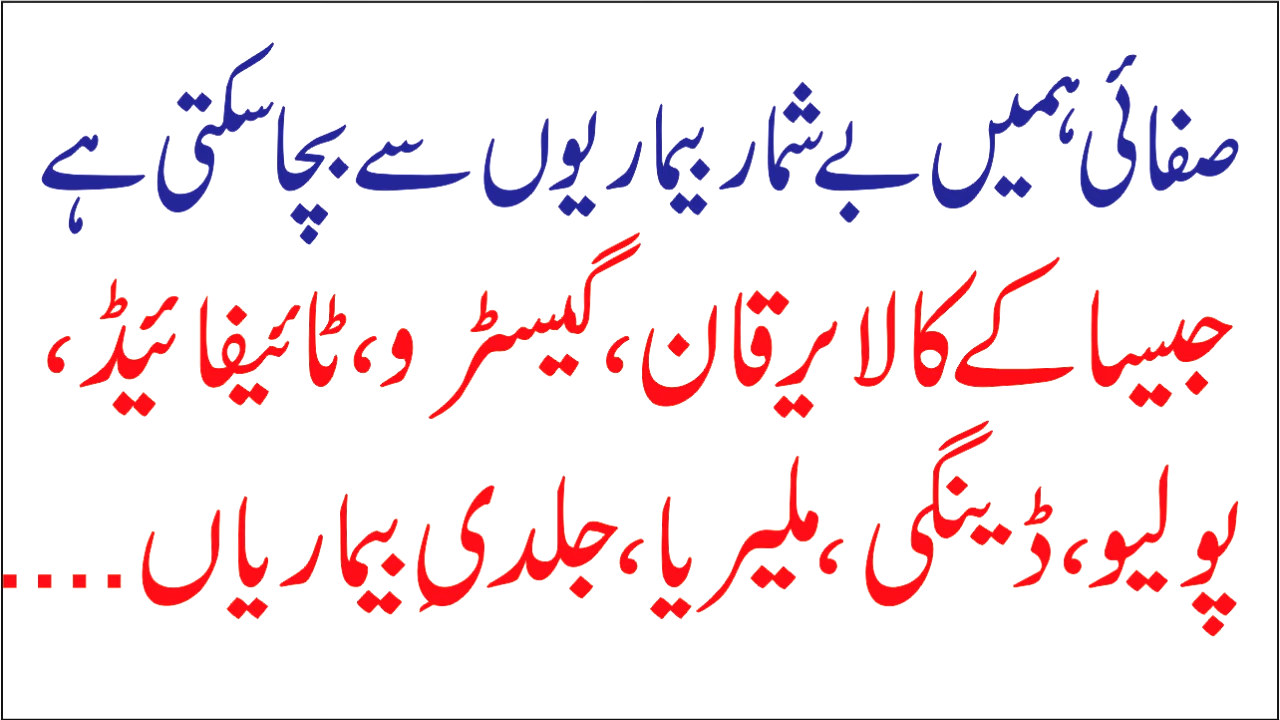 صفائی ہمیں بے شمار بیماریوں سے بچا سکتی ہے
جیسا کے کالا یرقان، گیسٹرو، ٹائیفائیڈ،
پولیو، ڈینگی، ملیریا، جلدیِ بیماریاں....